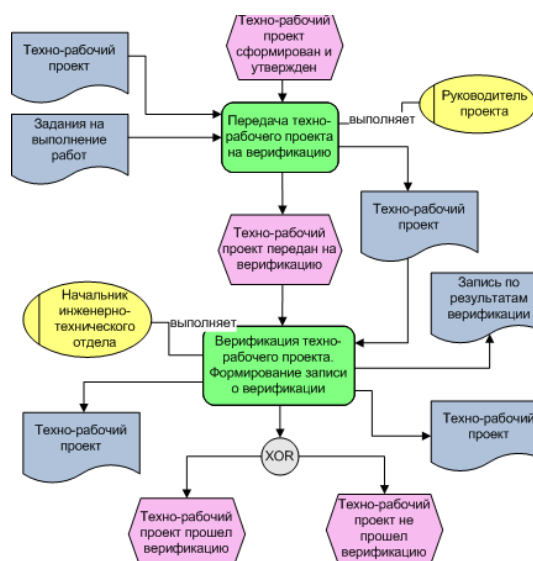 Техно-рабочий
проект
сформирован и
утвержден
Техно-рабочий
проект
Задания на
выполнение
работ
Передача техно-
рабочего проекта
на верификацию
выполняет
Руководитель
проекта
Техно-рабочий
проект
Техно-рабочий
проект передан на
верификацию
Запись по
результатам
верификации
Начальник
инженерно-
технического
отдела
выполняет
Верификация техно-
рабочего проекта.
Формирование записи
о верификации
Техно-рабочий
проект
Техно-рабочий
проект
XOR
Техно-рабочий
проект прошел
верификацию
Техно-рабочий
проект не
прошел
верификацию